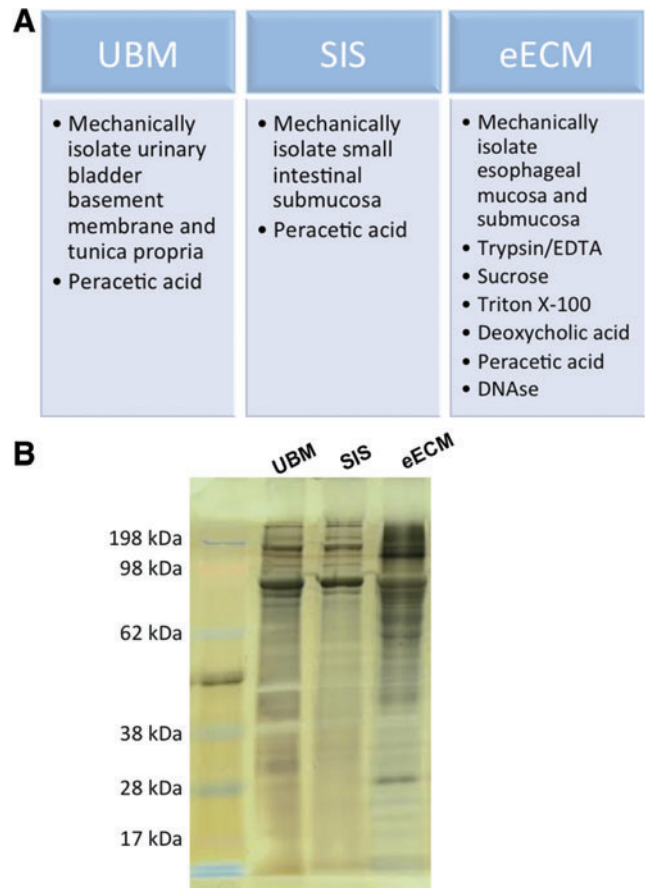 A
UBM
SIS
eECM
• Mechanically
isolate urinary
bladder
basement
membrane and
tunica propria
• Peracetic acid
• Mechanically
isolate small
intestinal
submucosa
• Peracetic acid
• Mechanically
isolate
esophageal
mucosa and
submucosa
• Trypsin/EDTA
• Sucrose
• Triton X-100
• Deoxycholic acid
• Peracetic acid
• DNAse
B
UBM
SIS
eECM
198 kDa
98 kDa
62 kDa
38 kDa
28 kDa
17 kDa